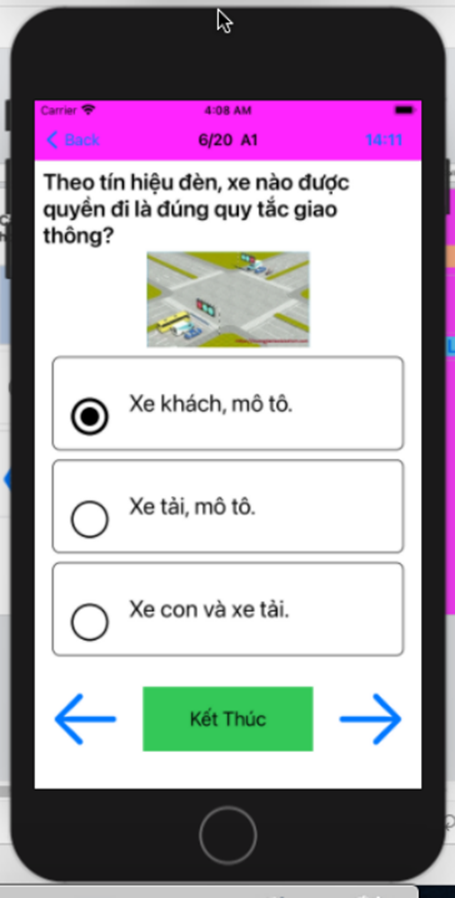 Carrier 4:08 AM
Back 6/20 A1 14:11
Theo tín hiệu đèn, xe nào được
quyền đi là đúng quy tắc giao
thông?
Xe khách, mô tô.
Xe tải, mô tô.
Xe con và xe tải.
Kết Thúc